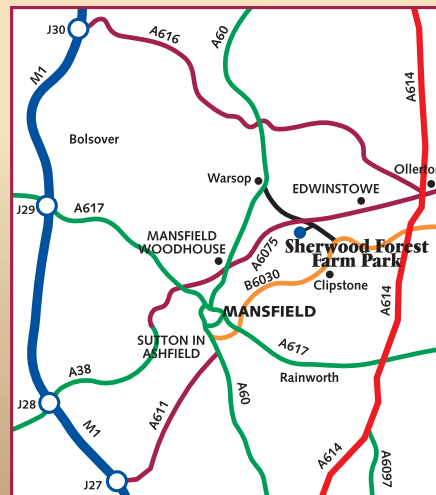 J30
A616
A60
M1
A614
Bolsover
Warsop
EDWINSTOWE
Ollerto
J29
A617
MANSFIELD
WOODHOUSE
A6075
Sherwood Forest
Farm Park
B6030
Clipstone
A614
MANSFIELD
SUTTON IN
ASHFIELD
A617
Rainworth
A38
A611
A60
J28
M1
A614
A6097
J27